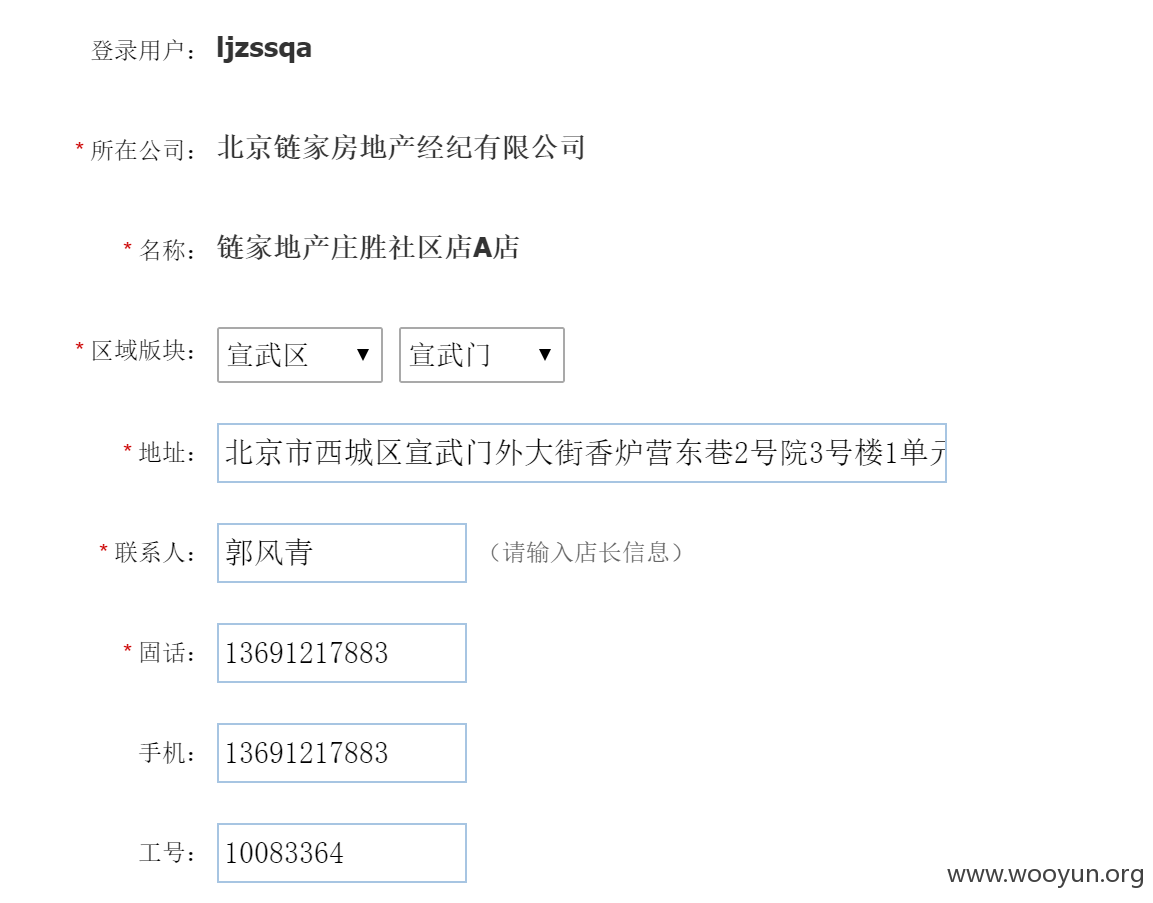 登录用户： ljzssqa
* 所在公司： 北京链家房地产经纪有限公司
* 名称： 链家地产庄胜社区店A店
* 区域版块： 宣武区 ▼ 宣武门 ▼
* 地址： 北京市西城区宣武门外大街香炉营东巷2号院3号楼1单元
* 联系人： 郭风青 （请输入店长信息）
* 固话： 13691217883
手机： 13691217883
工号： 10083364
www.wooyun.org